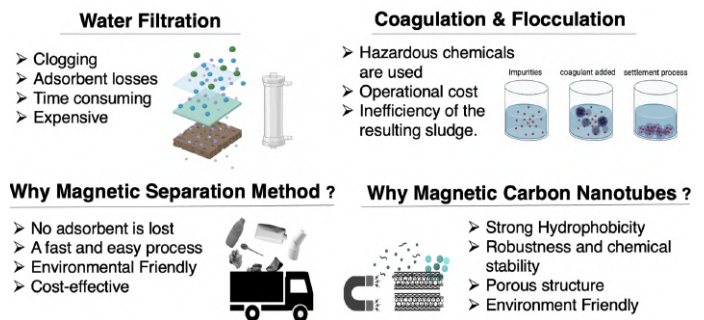 Water Filtration
➢ Clogging
➢ Adsorbent losses
➢ Time consuming
➢ Expensive
Coagulation & Flocculation
➢ Hazardous chemicals
are used
➢ Operational cost
➢ Inefficiency of the
resulting sludge.
Impurities
coagulant added
settlement process
Why Magnetic Separation Method ?
➢ No adsorbent is lost
➢ A fast and easy process
➢ Environmental Friendly
➢ Cost-effective
Why Magnetic Carbon Nanotubes ?
➢ Strong Hydrophobicity
➢ Robustness and chemical
stability
➢ Porous structure
➢ Environment Friendly